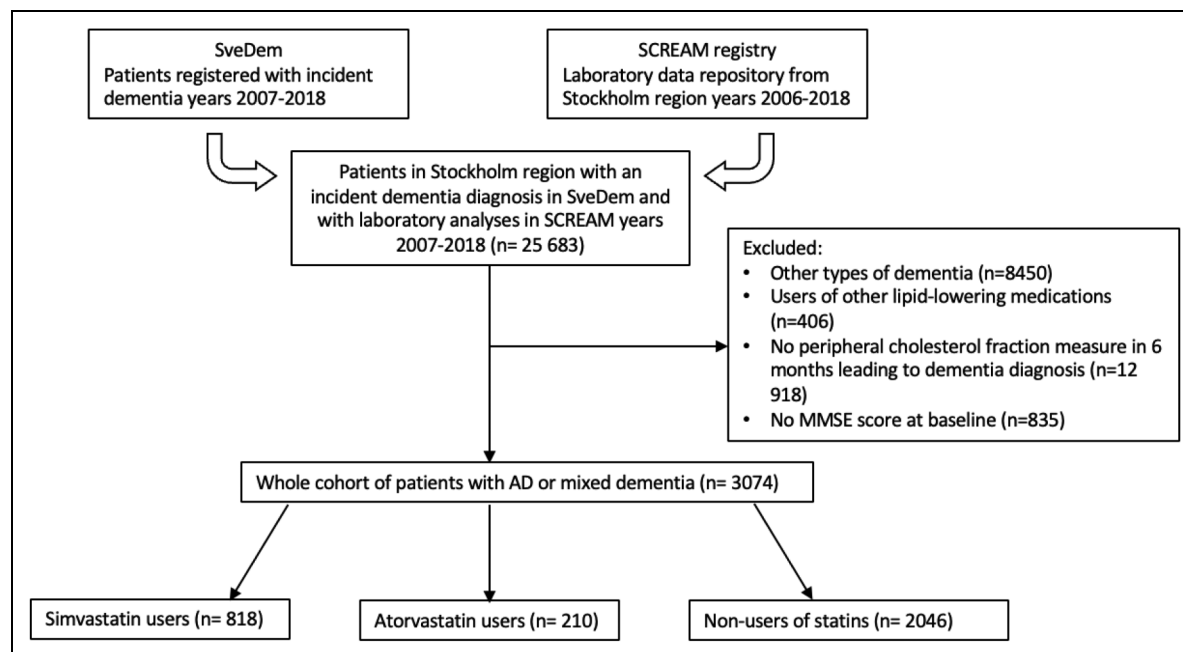 SveDem
Patients registered with incident
dementia years 2007-2018
SCREAM registry
Laboratory data repository from
Stockholm region years 2006-2018
Patients in Stockholm region with an
incident dementia diagnosis in SveDem and
with laboratory analyses in SCREAM years
2007-2018 (n= 25 683)
Excluded:
• Other types of dementia (n=8450)
• Users of other lipid-lowering medications
(n=406)
• No peripheral cholesterol fraction measure in 6
months leading to dementia diagnosis (n=12
918)
• No MMSE score at baseline (n=835)
Whole cohort of patients with AD or mixed dementia (n= 3074)
Simvastatin users (n= 818)
Atorvastatin users (n= 210)
Non-users of statins (n= 2046)